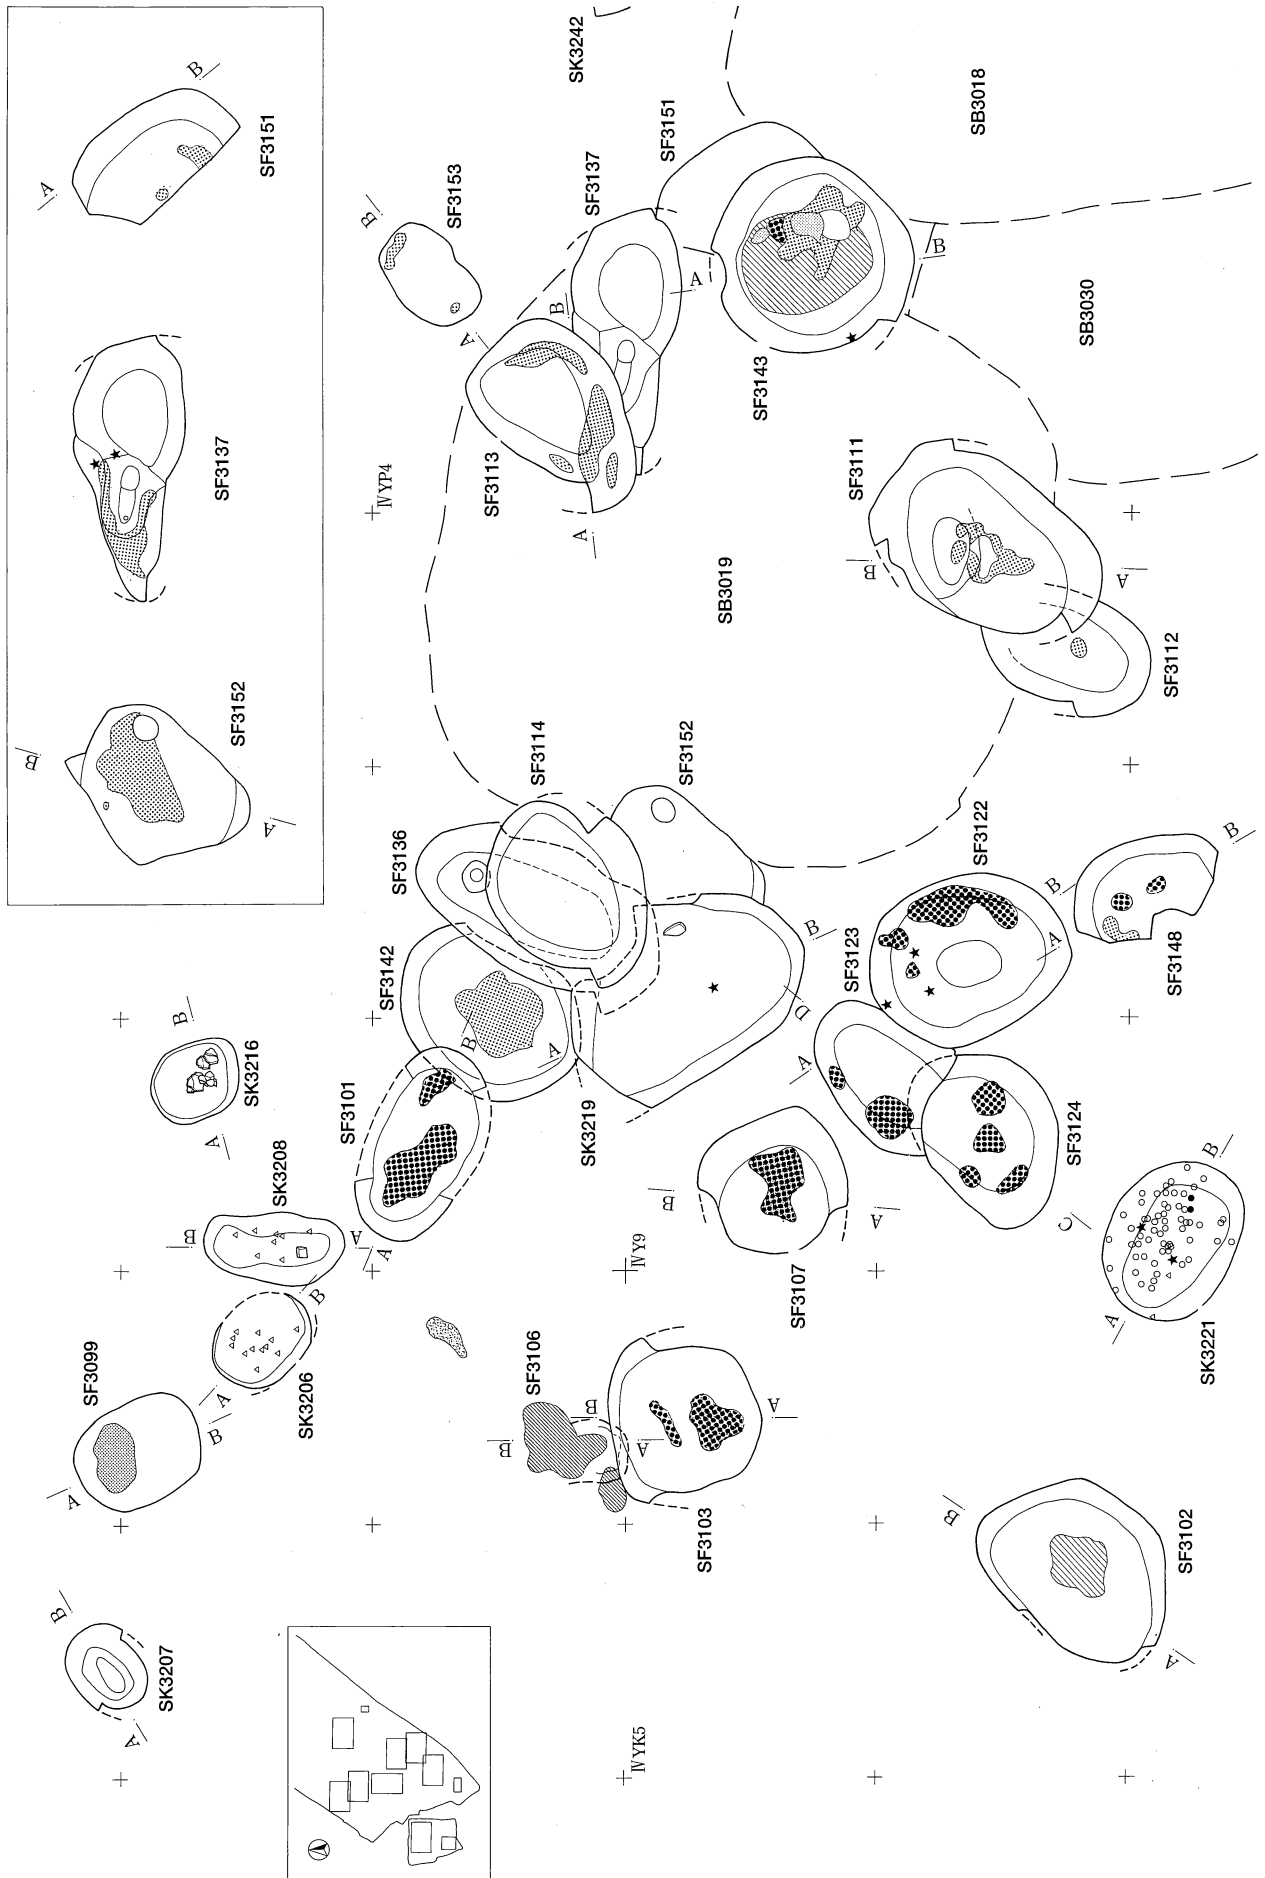 SF3151
A
B
SF3137
SF3152
B
A
SK3242
SF3151
SF3137
SF3153
B
SB3018
B
A
B
A
SF3143
SB3030
SF3113
A
ⅣYP4
SF3111
B
A
SB3019
SF3112
SF3114
SF3152
SF3136
SF3122
B
B
SF3142
B
SF3123
A
SF3148
D
B
SK3216
A
SF3101
B
A
A
SK3219
SF3124
SK3208
B
A
A
B
A
C
B
SF3107
ⅣY9
A
SK3221
SF3099
B
SK3206
A
B
A
SF3106
B
B
A
A
SF3103
B
SF3102
A
B
SK3207
A
ⅣYK5